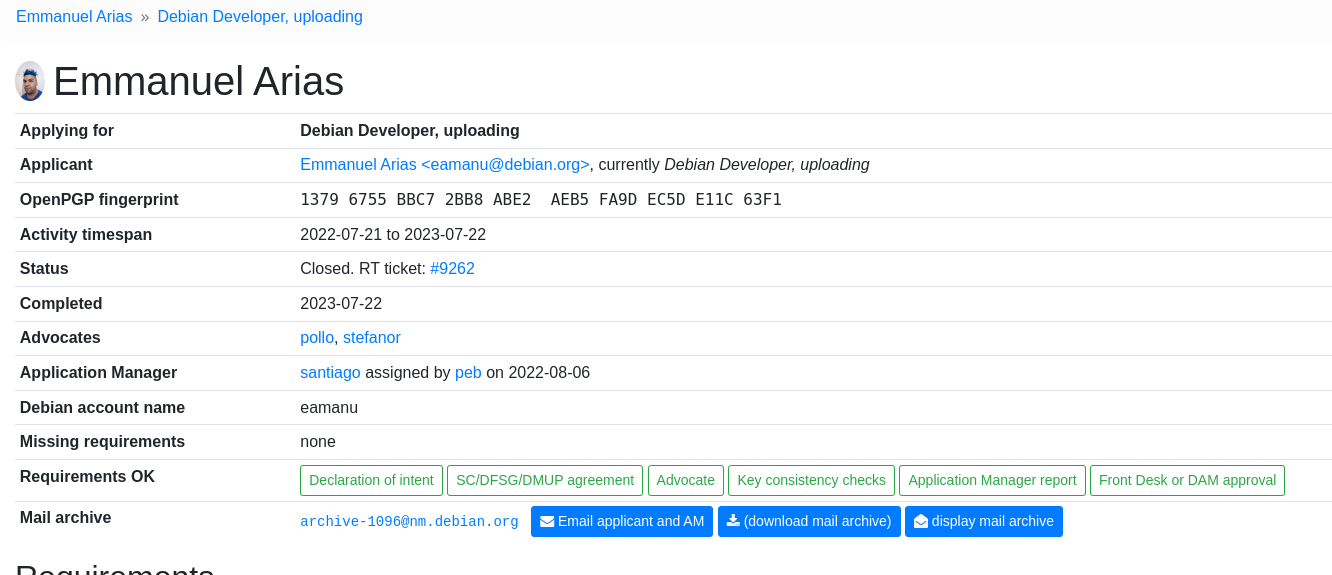 Emmanuel Arias » Debian Developer, uploading
Emmanuel Arias
Applying for Debian Developer, uploading
Applicant Emmanuel Arias <eamanu@debian.org>, currently Debian Developer, uploading
OpenPGP fingerprint 1379 6755 BBC7 2BB8 ABE2  AEB5 FA9D EC5D E11C 63F1
Activity timespan 2022-07-21 to 2023-07-22
Status Closed. RT ticket: #9262
Completed 2023-07-22
Advocates pollo, stefanor
Application Manager santiago assigned by peb on 2022-08-06
Debian account name eamanu
Missing requirements none
Requirements OK Declaration of intent SC/DFSG/DMUP agreement Advocate Key consistency checks Application Manager report Front Desk or DAM approval
Mail archive archive-1096@nm.debian.org Email applicant and AM (download mail archive) display mail archive
Requirements